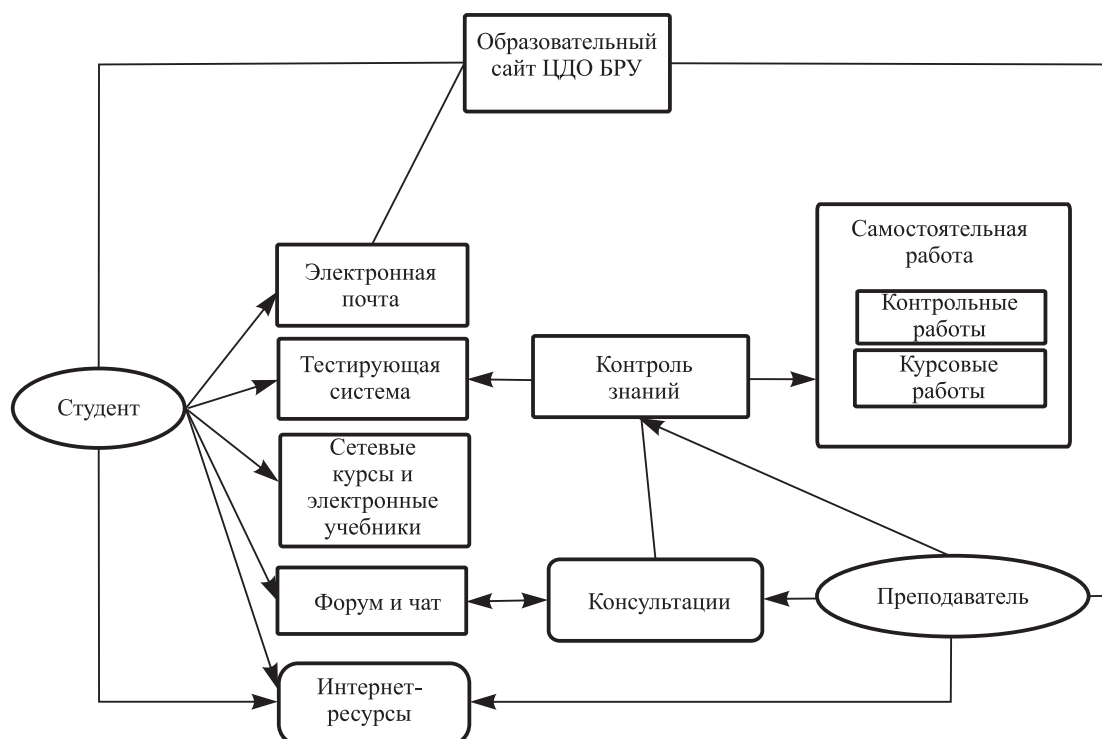 Образовательный
сайт ЦДО БРУ
Электронная
почта
Самостоятельная
работа
Контрольные
работы
Курсовые
работы
Тестирующая
система
Контроль
знаний
Студент
Сетевые
курсы и
электронные
учебники
Форум и чат
Консультации
Преподаватель
Интернет-
ресурсы